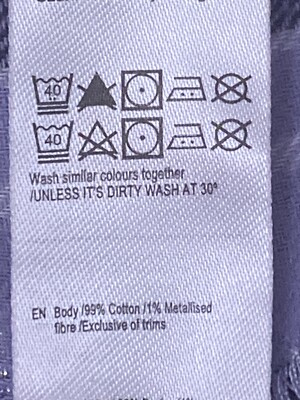 40
40
Wash similar colours together
/UNLESS IT'S DIRTY WASH AT 30º
EN Body /99% Cotton /1% Metallised
fibre /Exclusive of trims